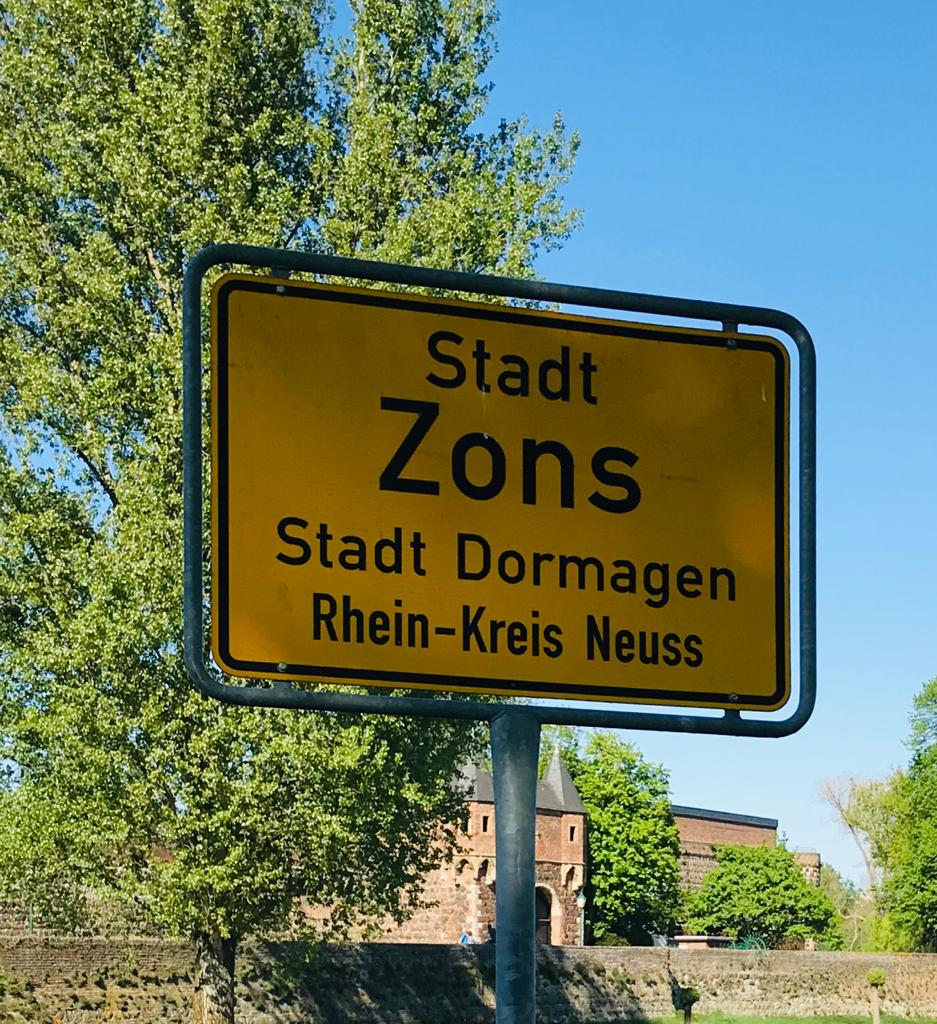 Stadt
Zons
Stadt Dormagen
Rhein-Kreis Neuss